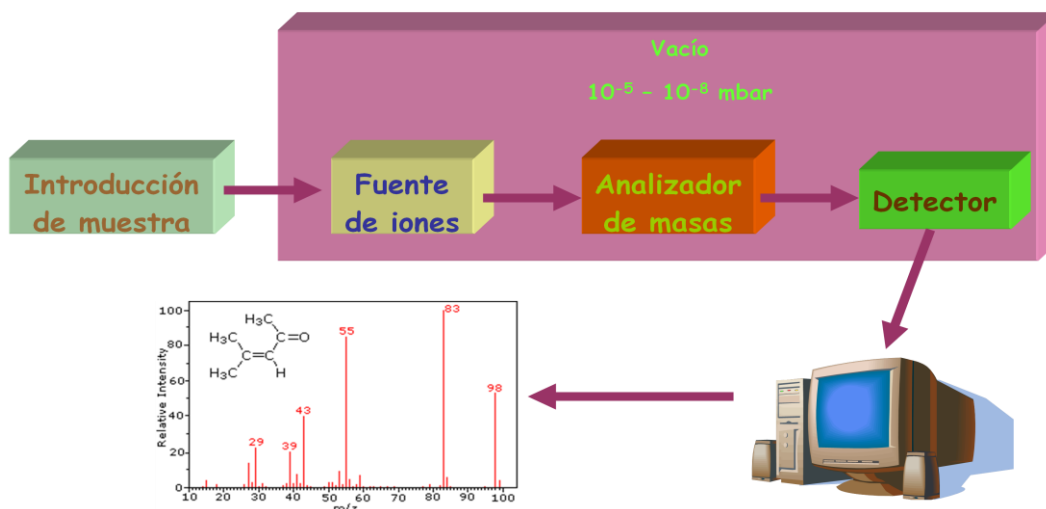 Vacío
10⁻⁵ – 10⁻⁸ mbar
Introducción
de muestra
Fuente
de iones
Analizador
de masas
Detector
Relative Intensity
100
80
60
40
20
0
10 20 30 40 50 60 70 80 90 100
m/z
29
39
43
55
83
98
H₃C
H₃C
C=O
C=C
H₃C
H